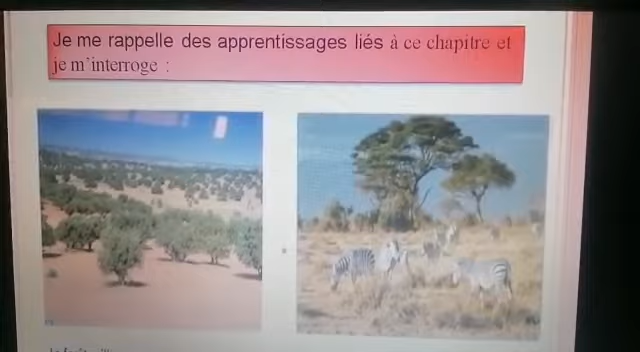 Je me rappelle des apprentissages liés à ce chapitre et
je m'interroge :